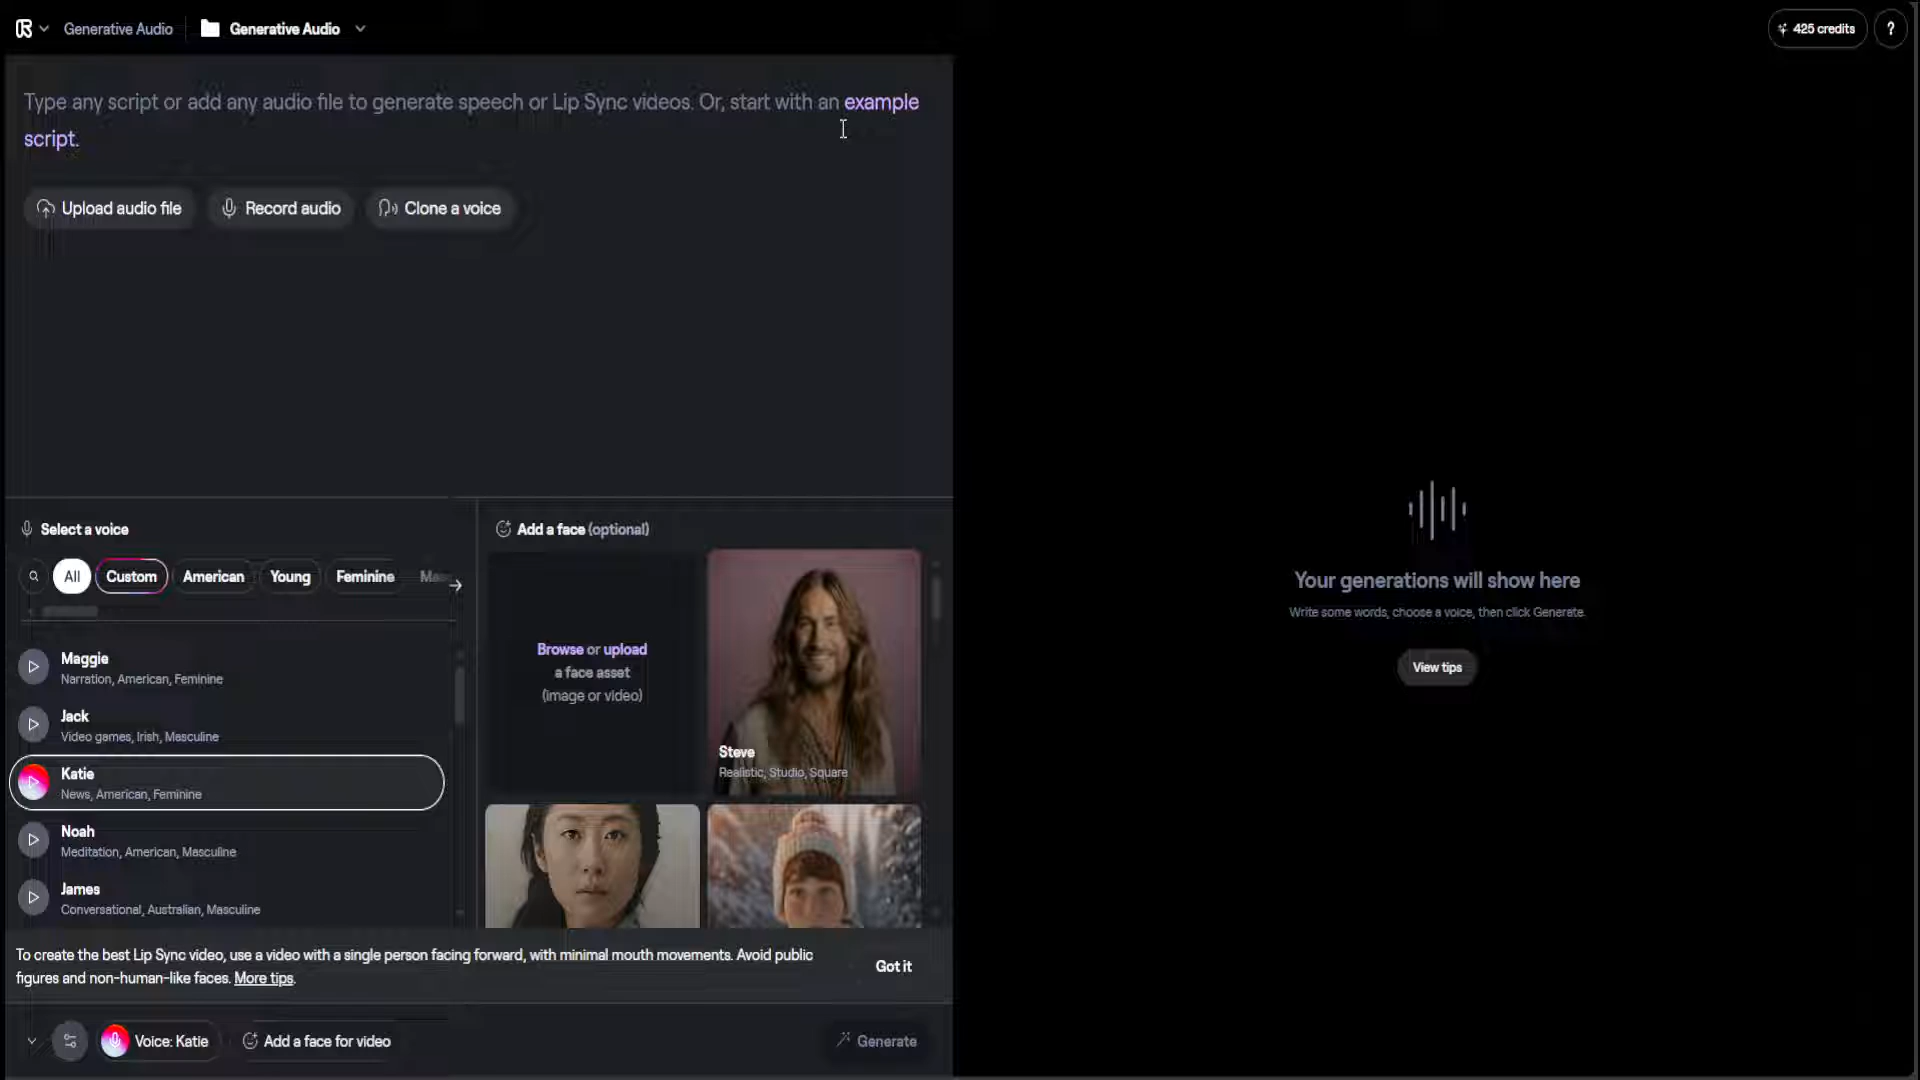 Generative Audio
Generative Audio
425 credits
?
Type any script or add any audio file to generate speech or Lip Sync videos. Or, start with an example
script.
Upload audio file
Record audio
Clone a voice
Select a voice
All
Custom
American
Young
Feminine
Maggie
Narration, American, Feminine
Jack
Video games, Irish, Masculine
Katie
News, American, Feminine
Noah
Meditation, American, Masculine
James
Conversational, Australian, Masculine
Add a face (optional)
Browse or upload
a face asset
(image or video)
Steve
Realistic, Studio, Square
To create the best Lip Sync video, use a video with a single person facing forward, with minimal mouth movements. Avoid public
figures and non-human-like faces. More tips.
Got it
Voice: Katie
Add a face for video
Generate
Your generations will show here
Write some words, choose a voice, then click Generate.
View tips